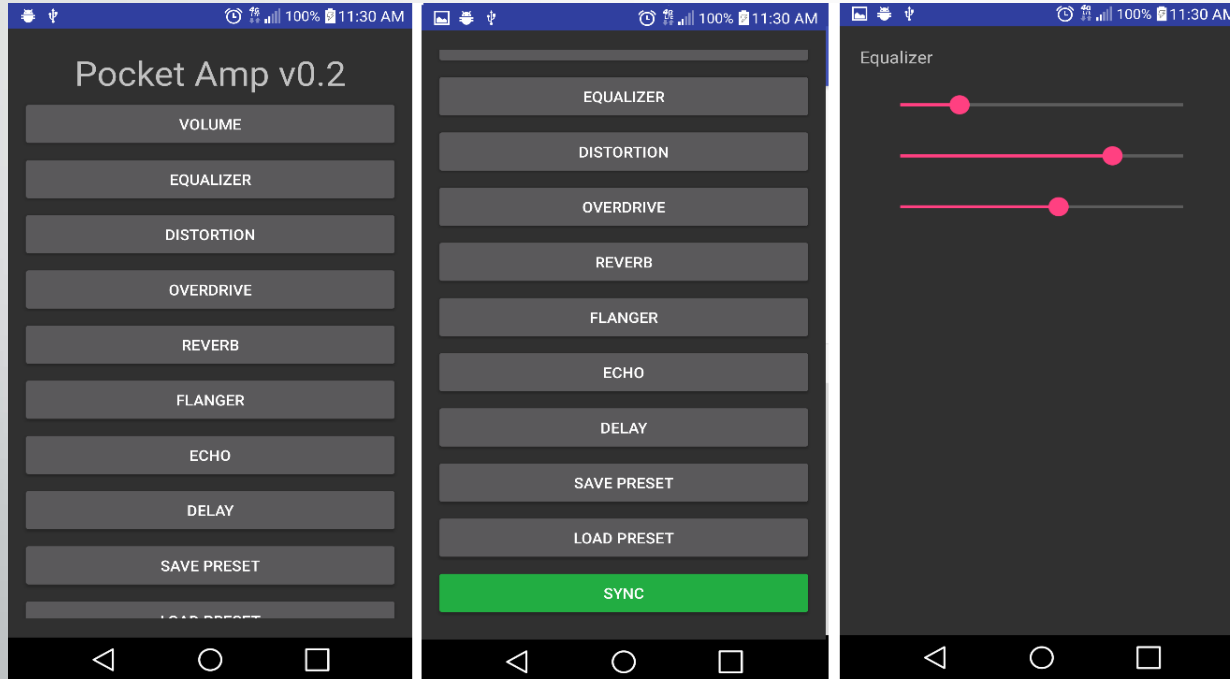 100% 11:30 AM
Pocket Amp v0.2
VOLUME
EQUALIZER
DISTORTION
OVERDRIVE
REVERB
FLANGER
ECHO
DELAY
SAVE PRESET
LOAD PRESET
100% 11:30 AM
EQUALIZER
DISTORTION
OVERDRIVE
REVERB
FLANGER
ECHO
DELAY
SAVE PRESET
LOAD PRESET
SYNC
100% 11:30 AM
Equalizer